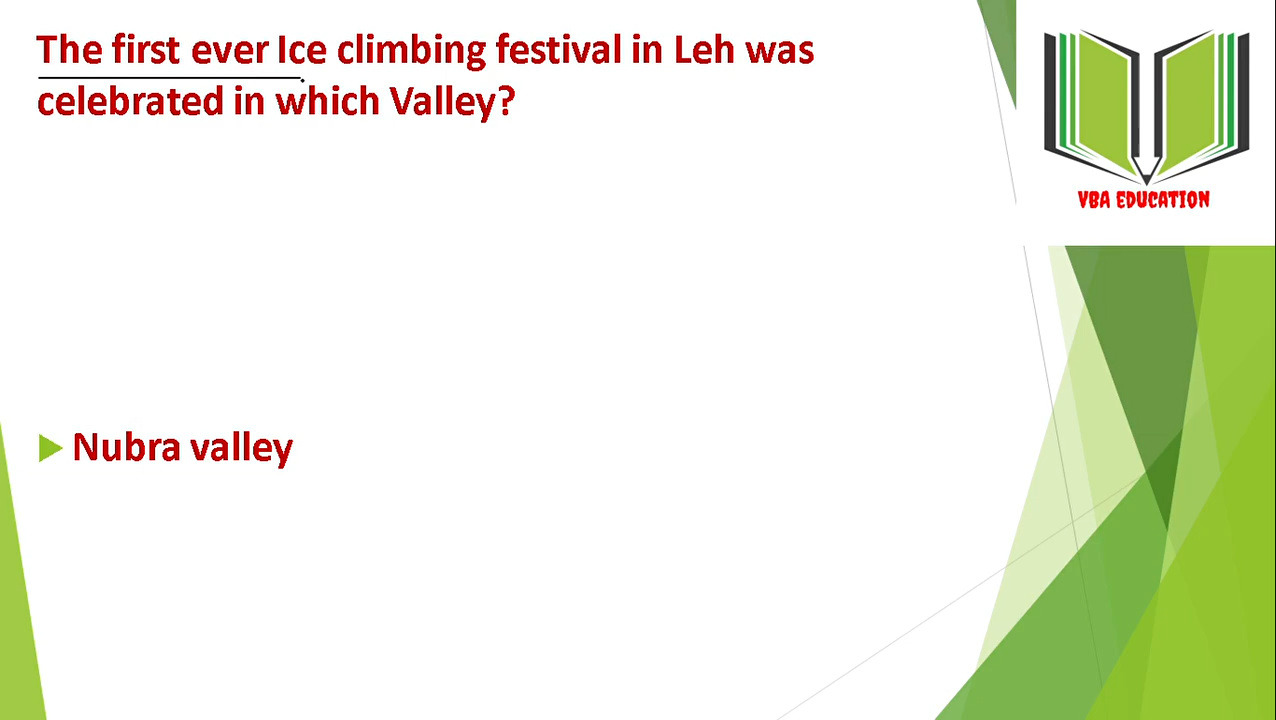 The first ever Ice climbing festival in Leh was
celebrated in which Valley?
VBA EDUCATION
Nubra valley